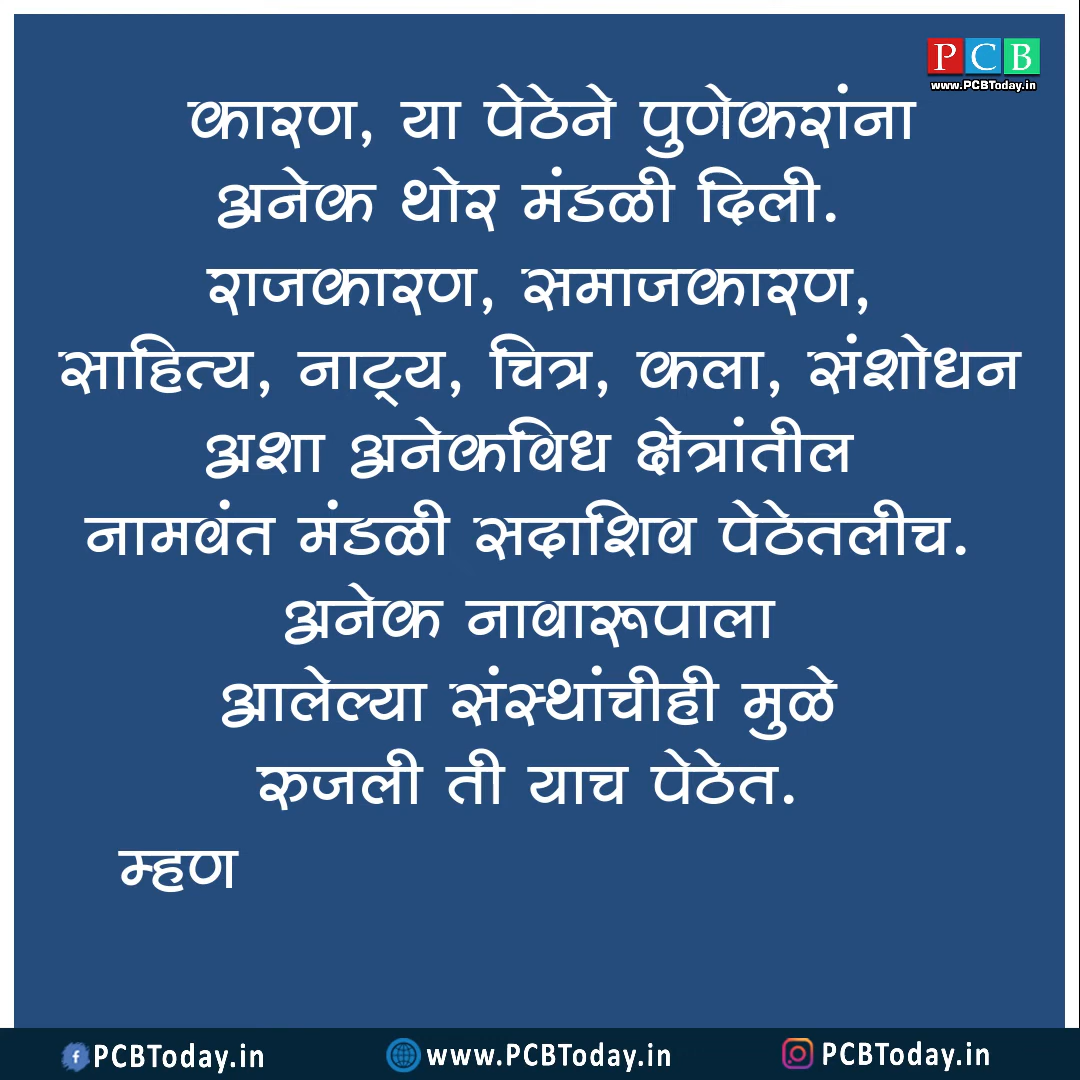 PCB
www.PCBToday.in
कारण, या पेठेने पुणेकरांना
अनेक थोर मंडळी दिली.
राजकारण, समाजकारण,
साहित्य, नाट्य, चित्र, कला, संशोधन
अशा अनेकविध क्षेत्रांतील
नामवंत मंडळी सदाशिव पेठेतलीच.
अनेक नावारूपाला
आलेल्या संस्थांचीही मुळे
रुजली ती याच पेठेत.
म्हण
PCBToday.in www.PCBToday.in PCBToday.in